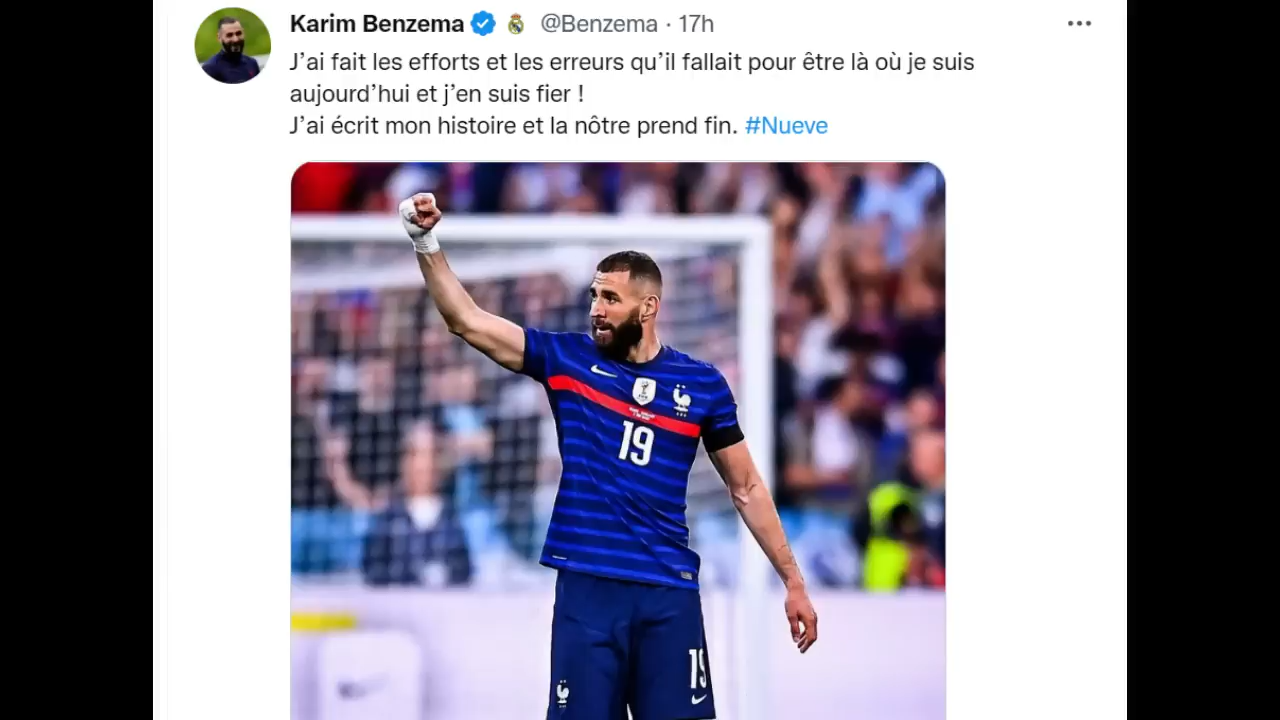 Karim Benzema @Benzema · 17h
J’ai fait les efforts et les erreurs qu’il fallait pour être là où je suis
aujourd’hui et j’en suis fier !
J’ai écrit mon histoire et la nôtre prend fin. #Nueve
19
19